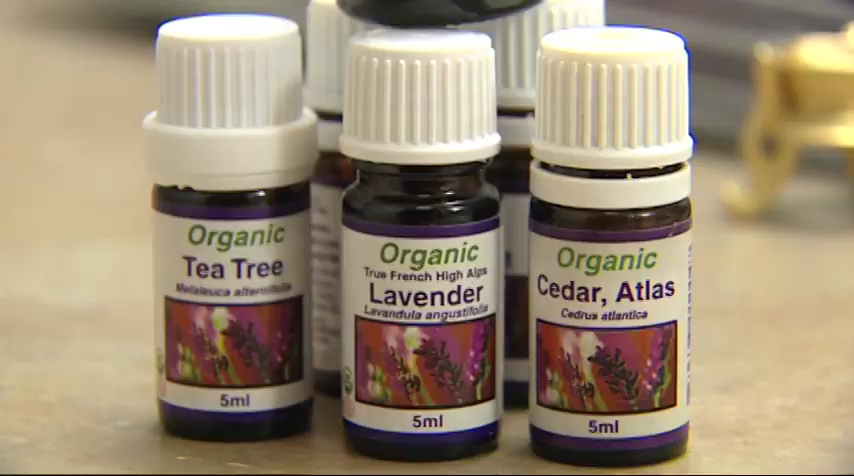 Organic
Tea Tree
Melaleuca alternifolia
5ml
Organic
True French High Alps
Lavender
Lavandula angustifolia
5ml
Organic
Cedar, Atlas
Cedrus atlantica
5ml